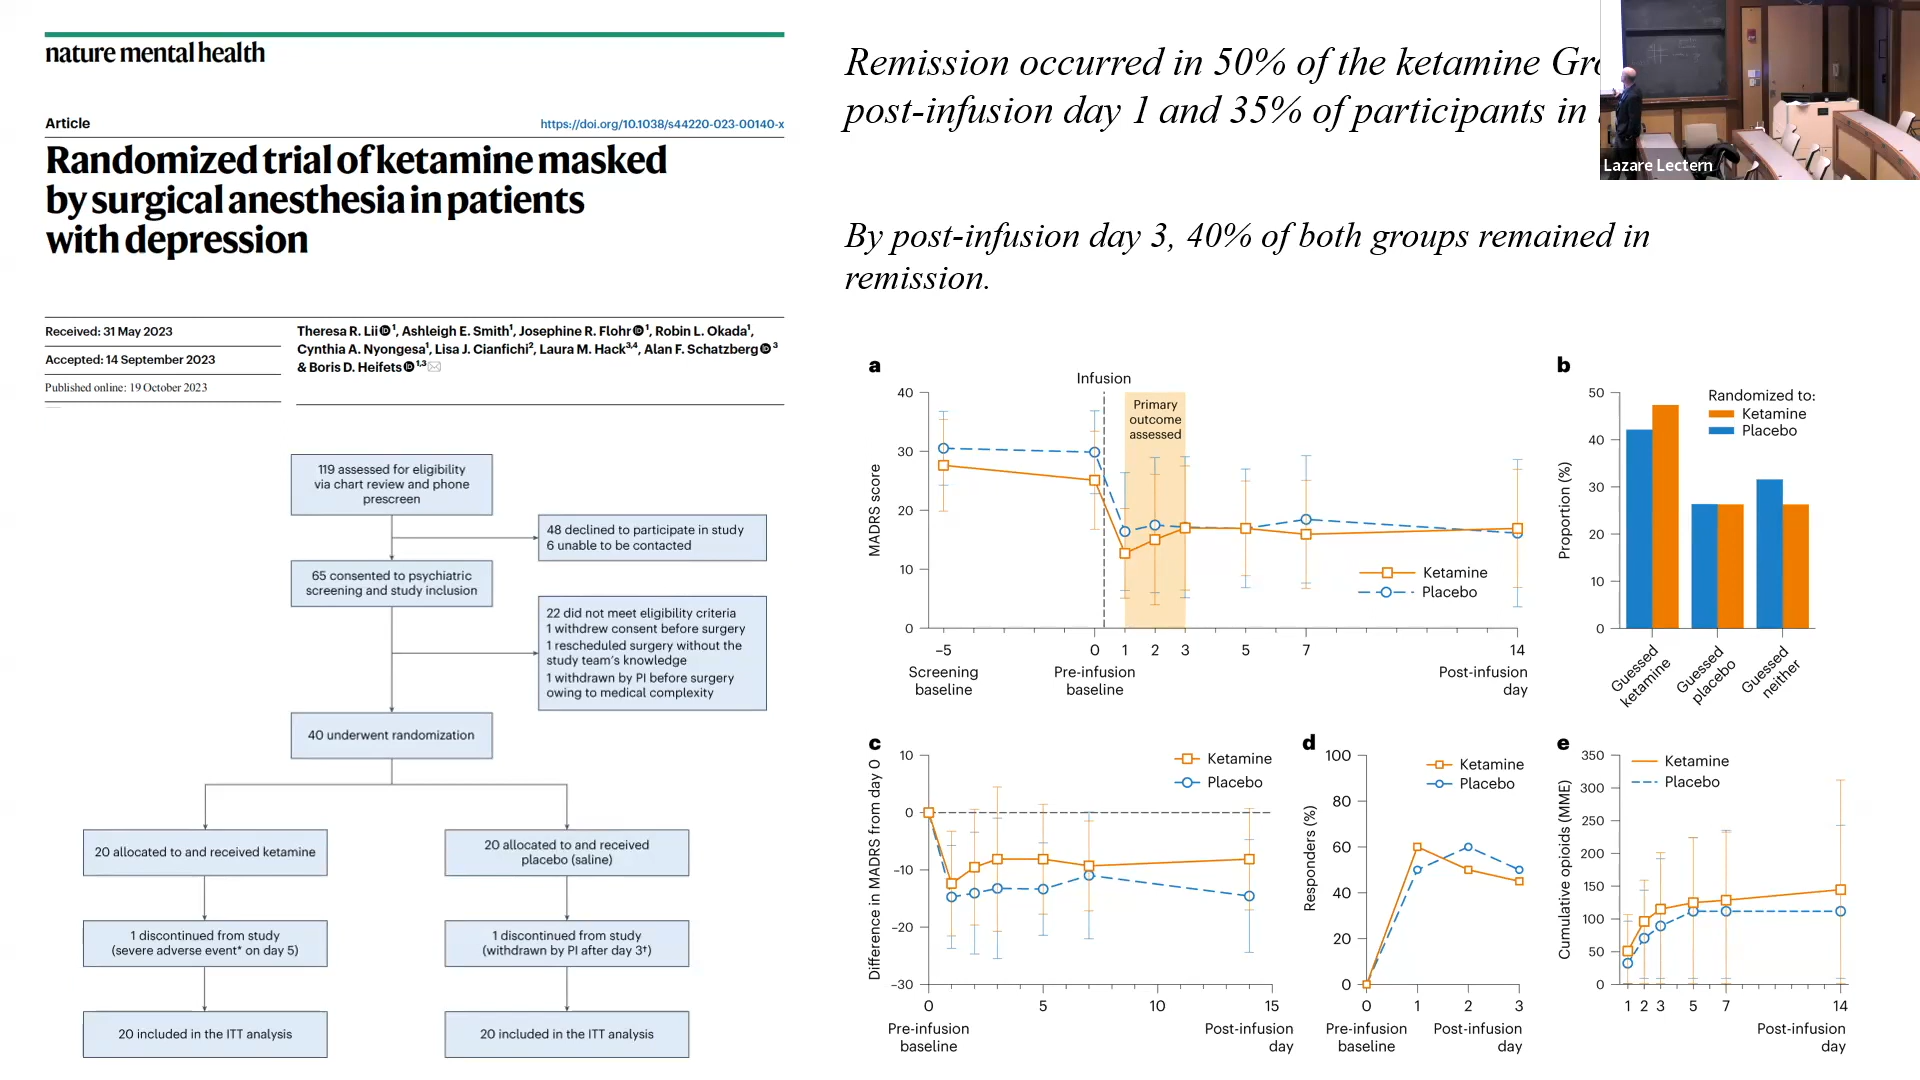 nature mental health
Article
https://doi.org/10.1038/s44220-023-00140-x
Randomized trial of ketamine masked
by surgical anesthesia in patients
with depression
Received: 31 May 2023
Accepted: 14 September 2023
Published online: 19 October 2023
Theresa R. Lii 1, Ashleigh E. Smith1, Josephine R. Flohr 1, Robin L. Okada1,
Cynthia A. Nyongesa1, Lisa J. Cianfichi2, Laura M. Hack3,4, Alan F. Schatzberg 3
& Boris D. Heifets 1,3
119 assessed for eligibility
via chart review and phone
prescreen
48 declined to participate in study
6 unable to be contacted
65 consented to psychiatric
screening and study inclusion
22 did not meet eligibility criteria
1 withdrew consent before surgery
1 rescheduled surgery without the
study team's knowledge
1 withdrawn by PI before surgery
owing to medical complexity
40 underwent randomization
20 allocated to and received ketamine
20 allocated to and received
placebo (saline)
1 discontinued from study
(severe adverse event* on day 5)
1 discontinued from study
(withdrawn by PI after day 3†)
20 included in the ITT analysis
20 included in the ITT analysis
Remission occurred in 50% of the ketamine
post-infusion day 1 and 35% of participants in
By post-infusion day 3, 40% of both groups remained in
remission.
Lazare Lectern
a
Infusion
Primary
outcome
assessed
MADRS score
40
30
20
10
0
Ketamine
Placebo
–5 0 1 2 3 5 7 14
Screening
baseline
Pre-infusion
baseline
Post-infusion
day
b
Randomized to:
Ketamine
Placebo
Proportion (%)
50
40
30
20
10
0
Guessed
ketamine
Guessed
placebo
Guessed
neither
c
Ketamine
Placebo
Difference in MADRS from day 0
10
0
–10
–20
–30
0 5 10 15
Pre-infusion
baseline
Post-infusion
day
d
Ketamine
Placebo
Responders (%)
100
80
60
40
20
0
0 1 2 3
Pre-infusion
baseline
Post-infusion
day
e
Ketamine
Placebo
Cumulative opioids (MME)
350
300
250
200
150
100
50
0
1 2 3 5 7 14
Post-infusion
day